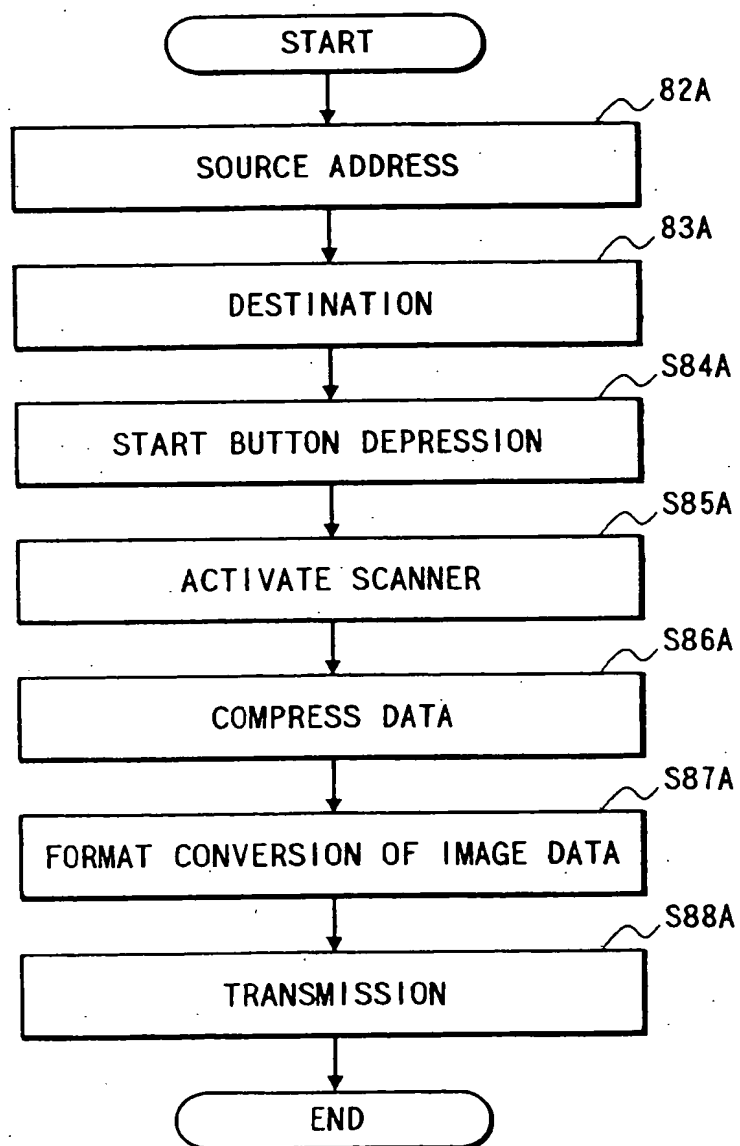 START
82A
SOURCE ADDRESS
83A
DESTINATION
S84A
START BUTTON DEPRESSION
S85A
ACTIVATE SCANNER
S86A
COMPRESS DATA
S87A
FORMAT CONVERSION OF IMAGE DATA
S88A
TRANSMISSION
END